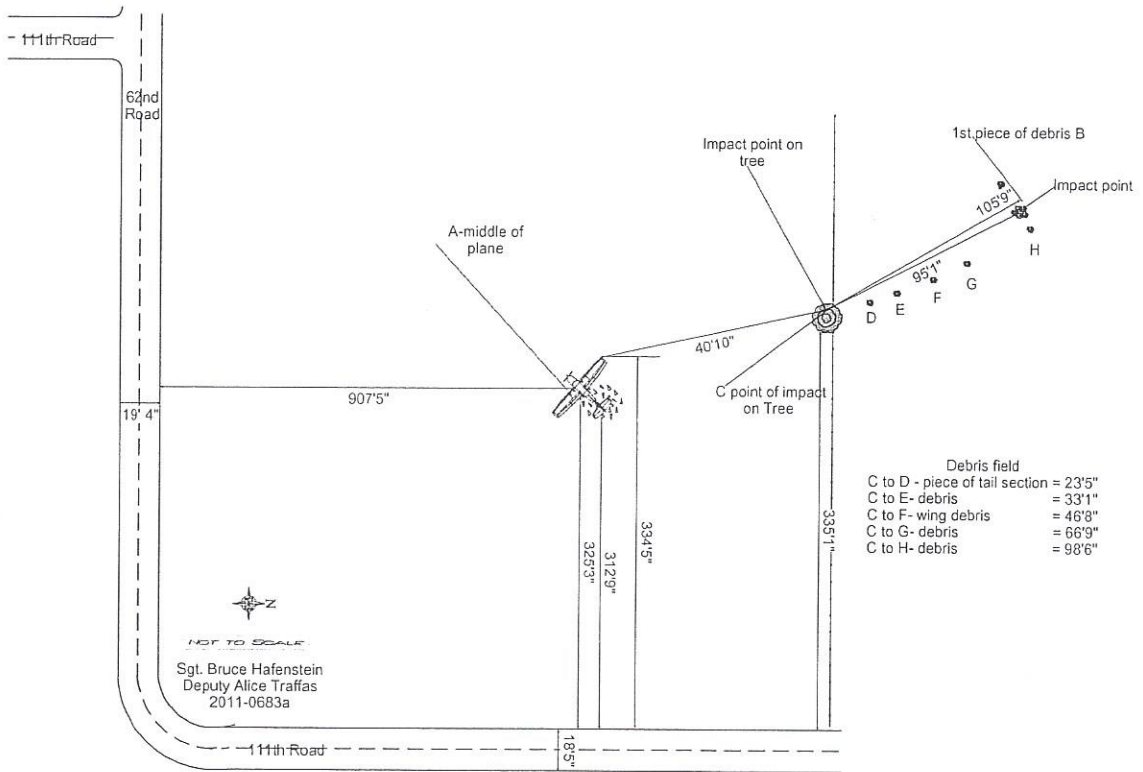 111th Road
62nd
Road
Impact point on
tree
1st.piece of debris B
Impact point
105'9"
A-middle of
plane
H
95'1"
G
F
E
D
40'10"
C point of impact
on Tree
907'5"
19' 4"
Debris field
C to D - piece of tail section = 23'5"
C to E- debris = 33'1"
C to F- wing debris = 46'8"
C to G- debris = 66'9"
C to H- debris = 98'6"
325'3"
312'9"
334'5"
335'1"
N
NOT TO SCALE
Sgt. Bruce Hafenstein
Deputy Alice Traffas
2011-0683a
111th Road
18'5"